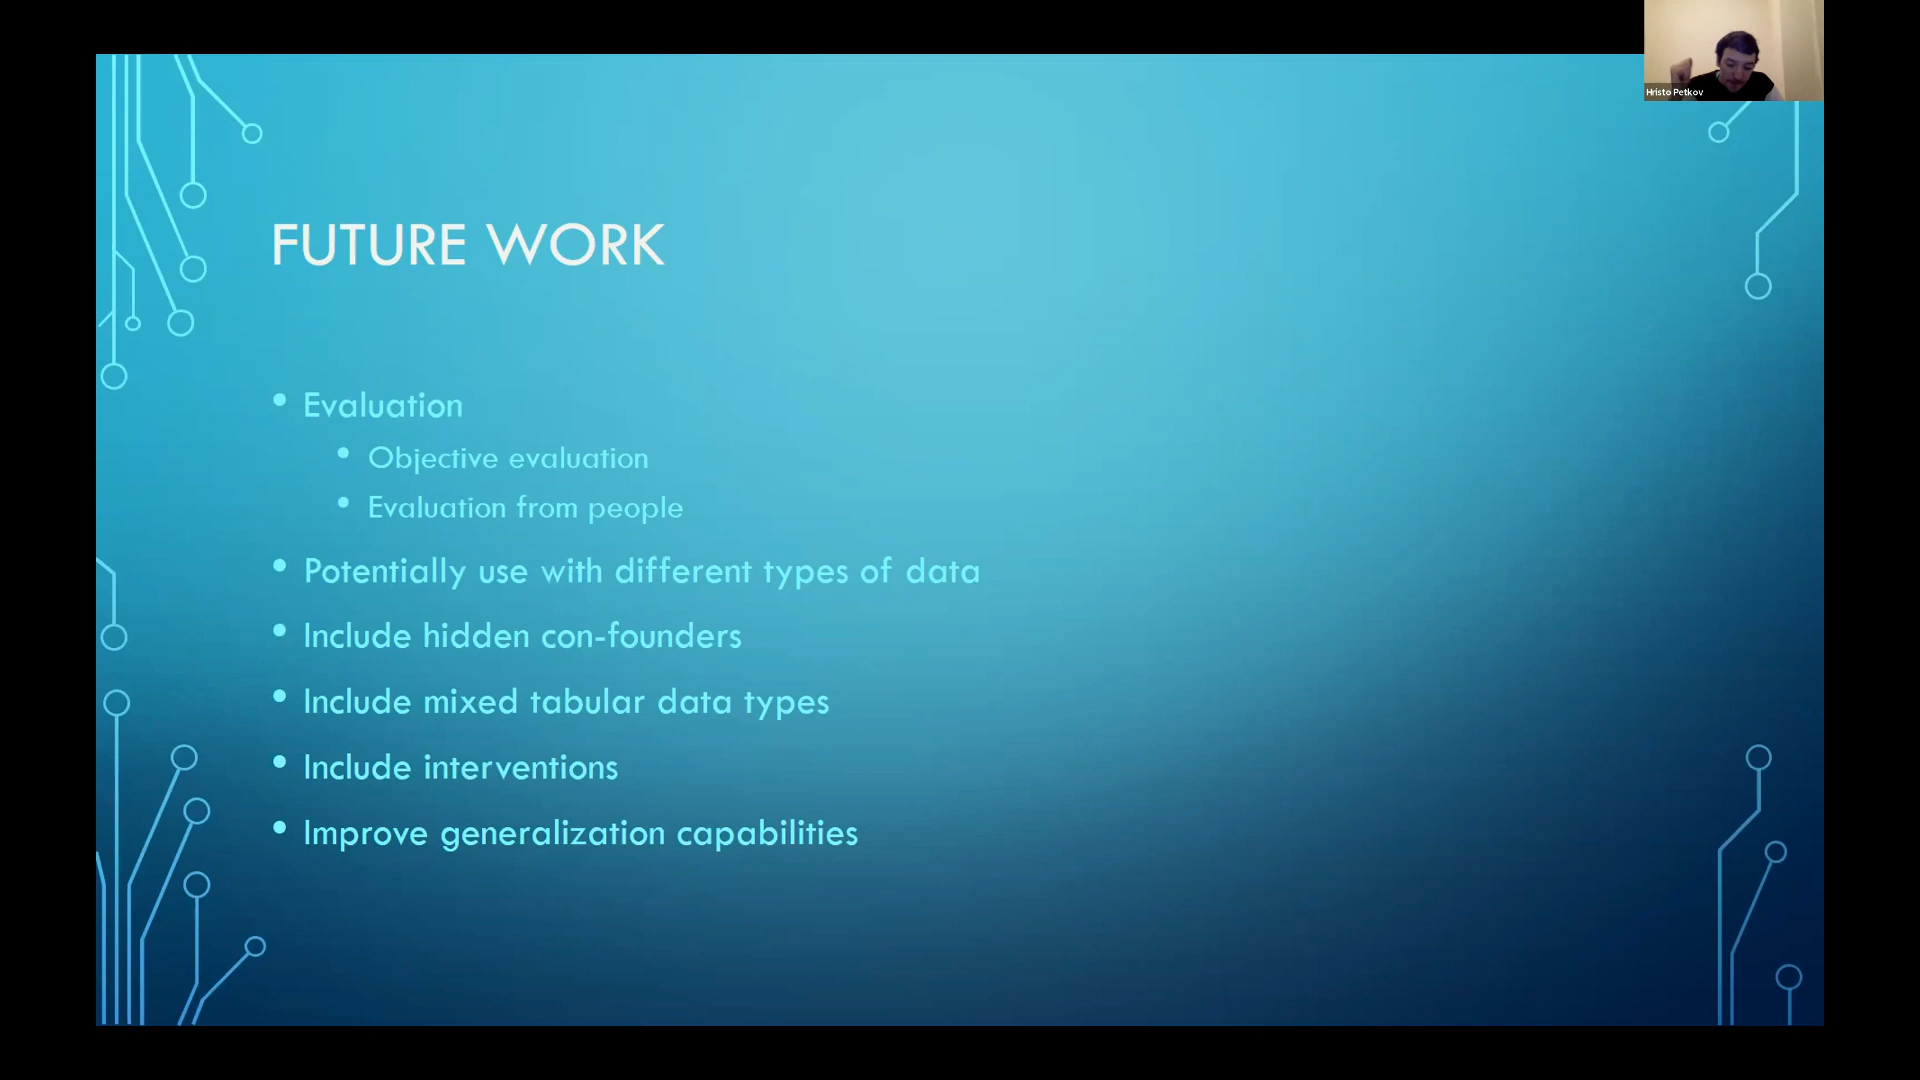 Hristo Petkov
FUTURE WORK
• Evaluation
• Objective evaluation
• Evaluation from people
• Potentially use with different types of data
• Include hidden con-founders
• Include mixed tabular data types
• Include interventions
• Improve generalization capabilities